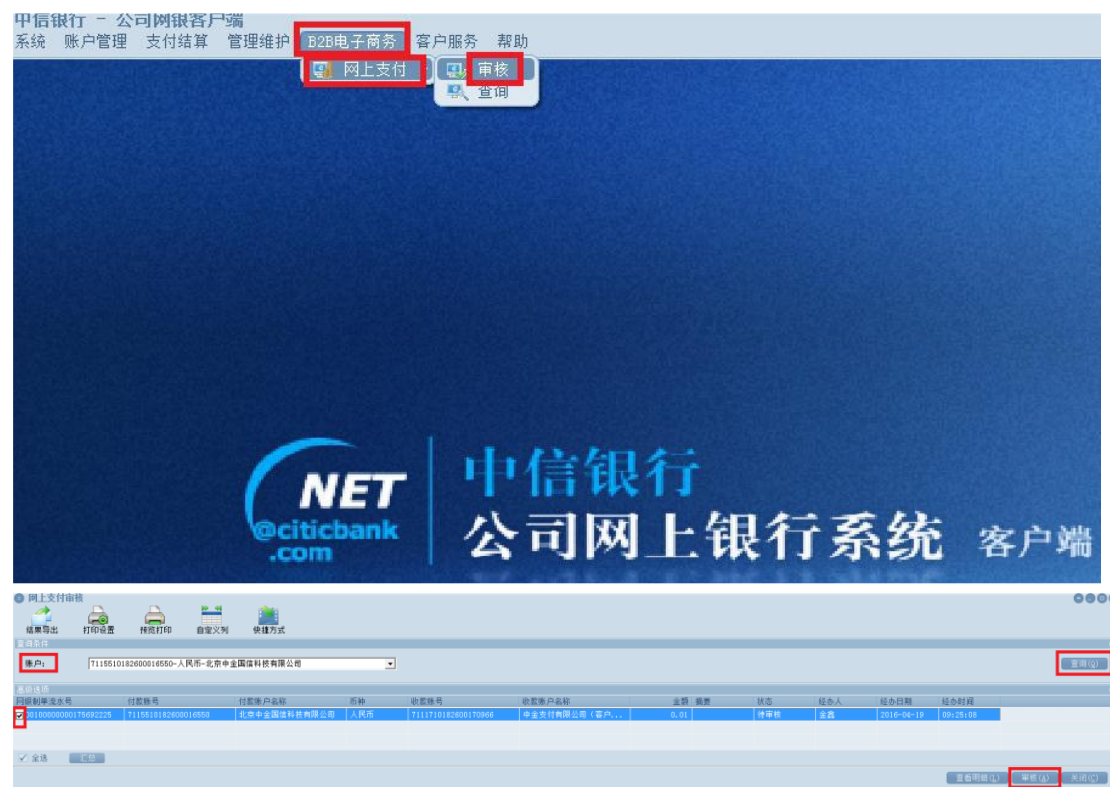 中信银行 - 公司网银客户端
系统 账户管理 支付结算 管理维护 B2B电子商务 客户服务 帮助
网上支付 审核
查询
NET
@citicbank
.com
中信银行
公司网上银行系统 客户端
网上支付审核
结果导出 打印设置 预览打印 自定义列 快捷方式
查询条件
账户: 7115510182600016550-人民币-北京中金国信科技有限公司 查询(Q)
高级选项
网银制单流水号 付款账号 付款账户名称 币种 收款账号 收款账户名称 金额 摘要 状态 经办人 经办日期 经办时间
00100000000175692225 7115510182600016550 北京中金国信科技有限公司 人民币 7111710182600170966 中金支付有限公司(客户... 0.01 待审核 金鑫 2016-04-19 09:25:08
全选 汇总
查看明细(L) 审核(A) 关闭(C)